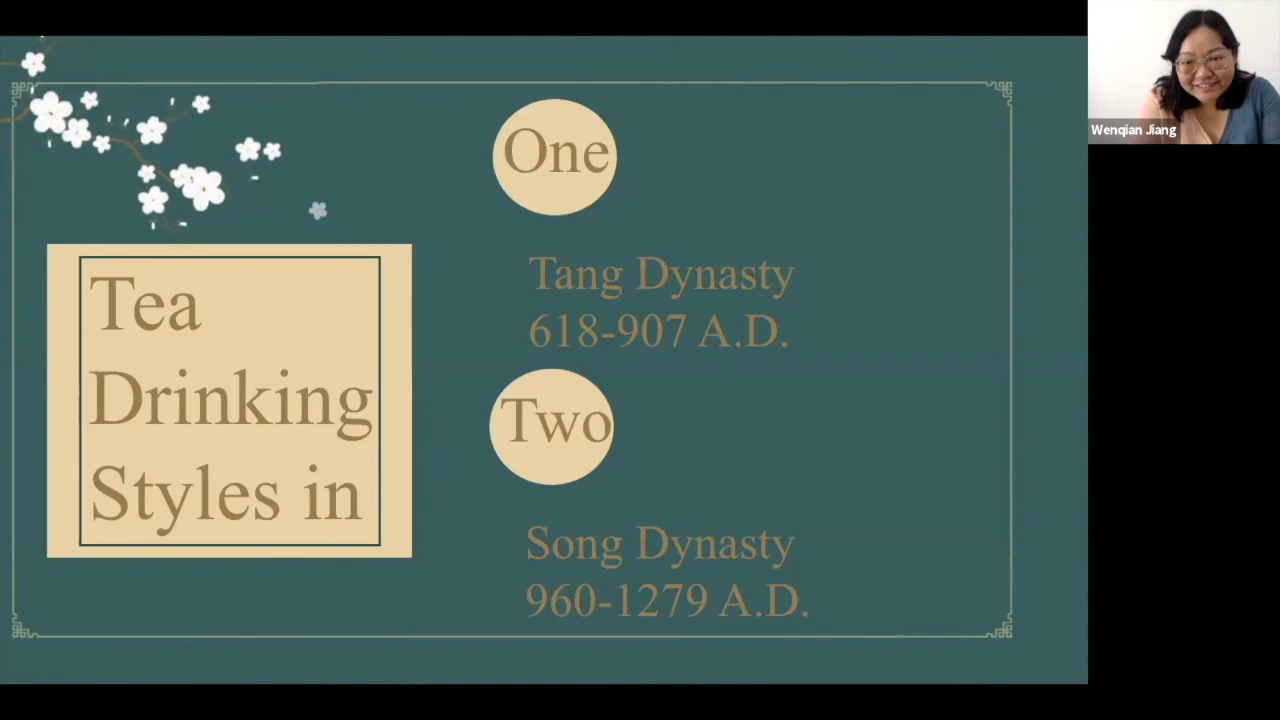 Tea
Drinking
Styles in
One
Tang Dynasty
618-907 A.D.
Two
Song Dynasty
960-1279 A.D.
Wenqian Jiang